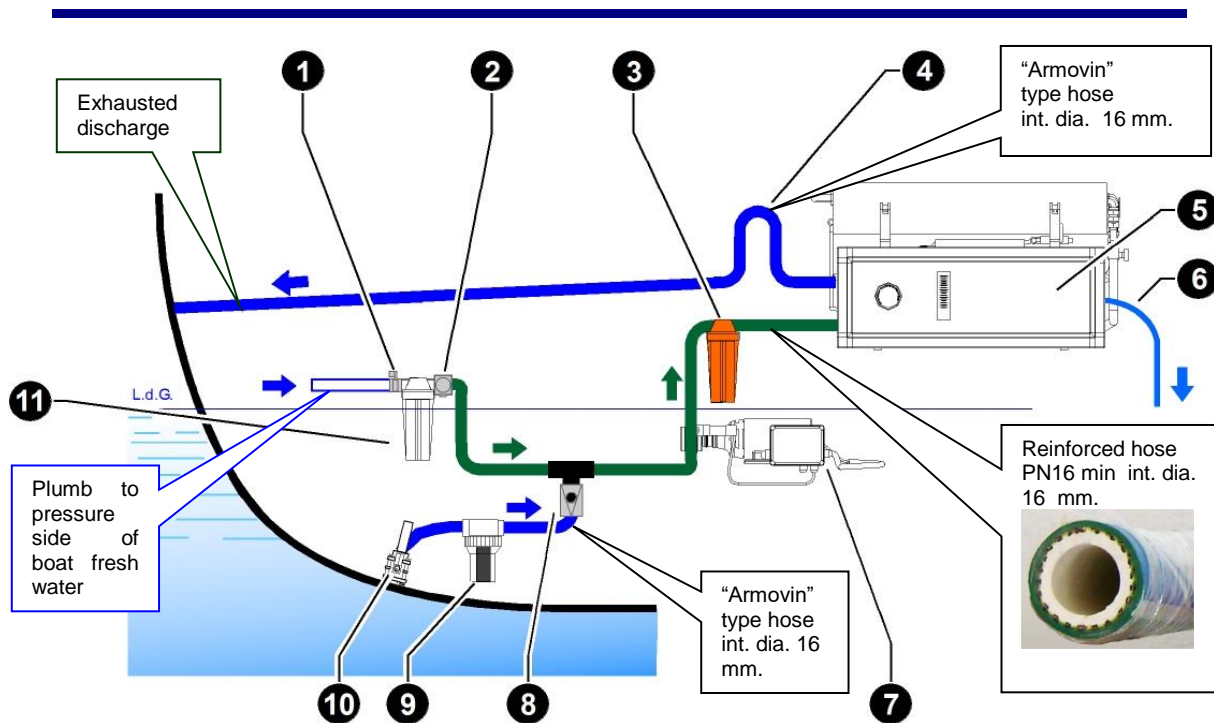 1
2
3
4
"Armovin"
type hose
int. dia. 16 mm.
Exhausted
discharge
5
6
L.d.G.
11
Plumb to
pressure
side of
boat fresh
water
Reinforced hose
PN16 min int. dia.
16 mm.
"Armovin"
type hose
int. dia. 16
mm.
10
9
8
7